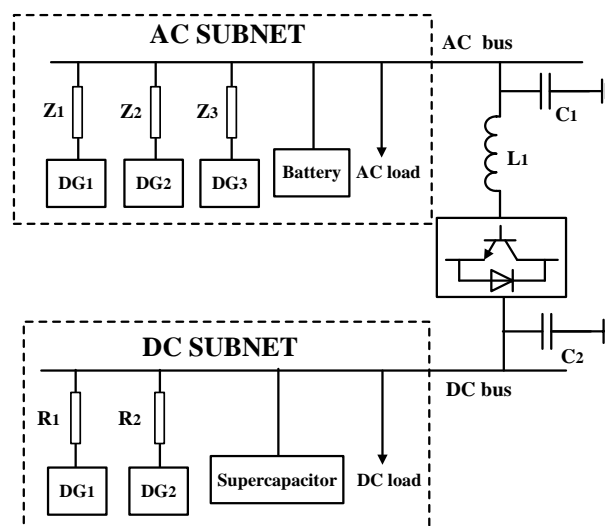 AC SUBNET
AC bus
Z1
Z2
Z3
C1
L1
DG1
DG2
DG3
Battery
AC load
DC SUBNET
C2
DC bus
R1
R2
DG1
DG2
Supercapacitor
DC load